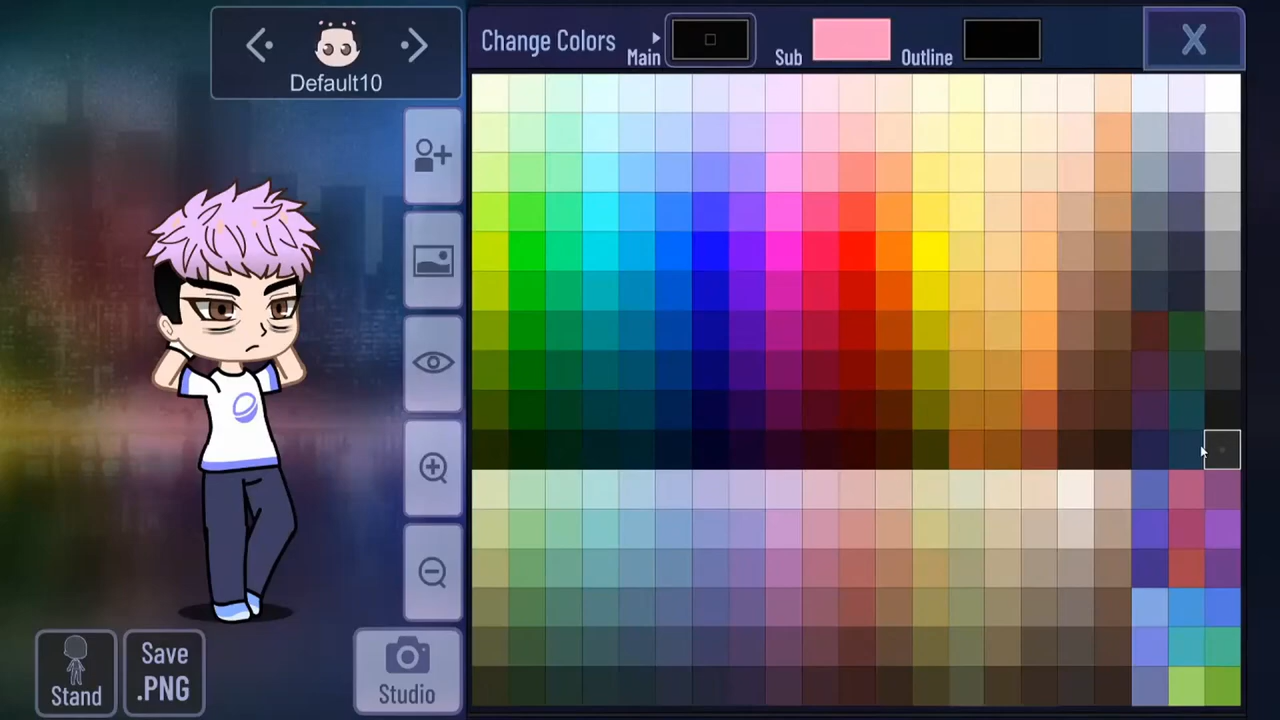 Default10
Change Colors
Main
Sub
Outline
X
Stand
Save
.PNG
Studio